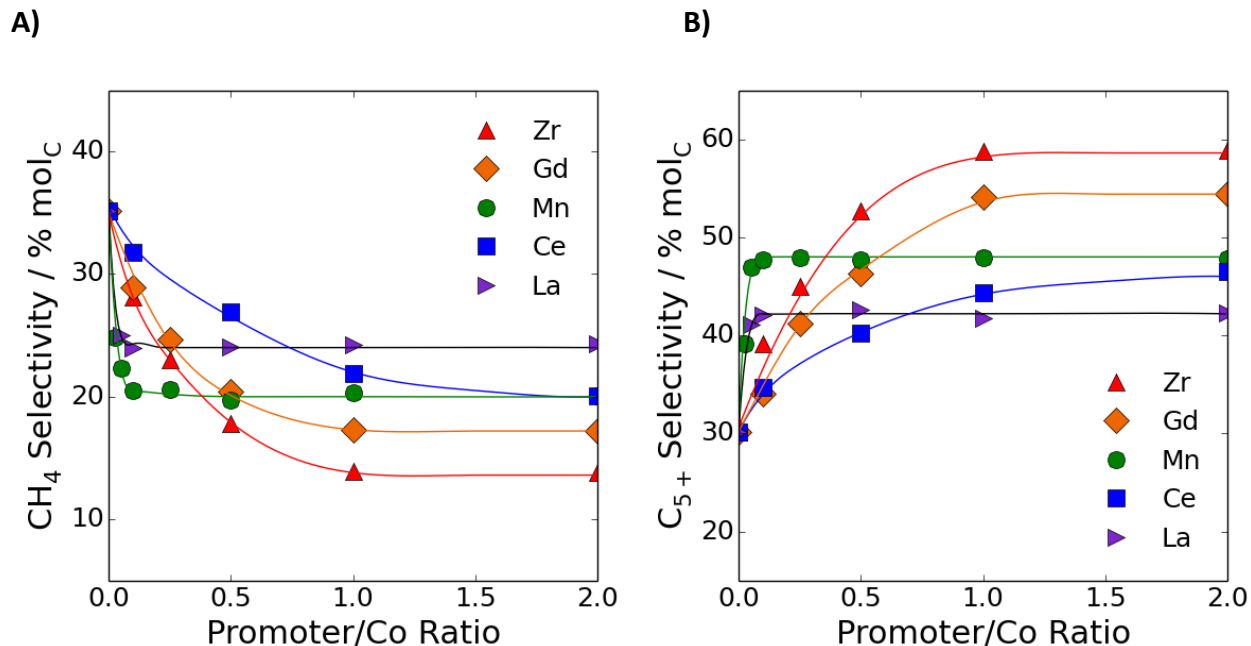 A)
CH4 Selectivity / % molC
40
30
20
10
Zr
Gd
Mn
Ce
La
0.0 0.5 1.0 1.5 2.0
Promoter/Co Ratio
B)
C5+ Selectivity / % molC
60
50
40
30
20
Zr
Gd
Mn
Ce
La
0.0 0.5 1.0 1.5 2.0
Promoter/Co Ratio